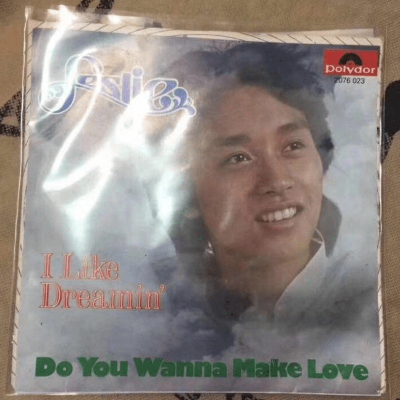 Leslie
Polydor
2076 023
I Like
Dreamin'
Do You Wanna Make Love